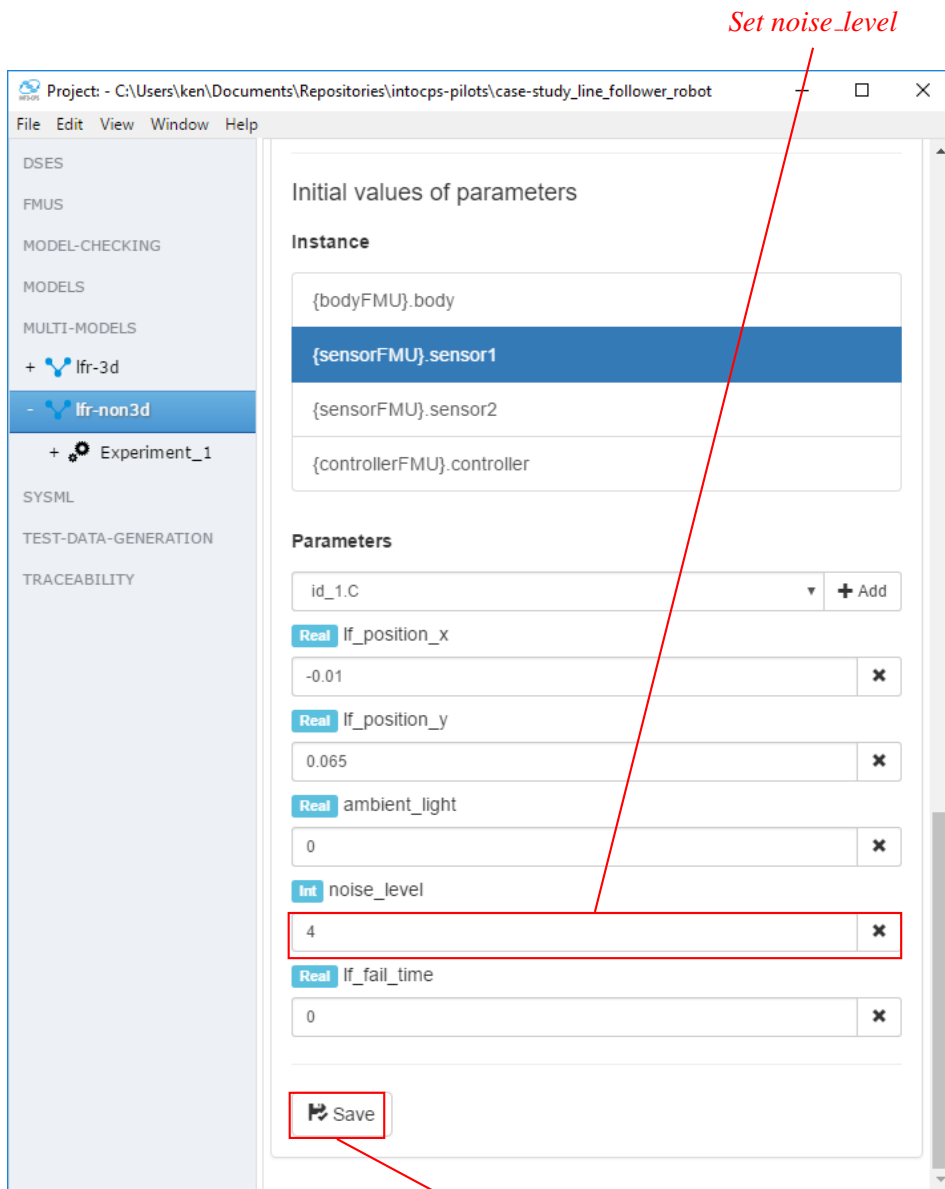 Set noise_level
Project: - C:\Users\ken\Documents\Repositories\intocps-pilots\case-study_line_follower_robot
File Edit View Window Help
DSES
FMUS
MODEL-CHECKING
MODELS
MULTI-MODELS
+ lfr-3d
- lfr-non3d
+ Experiment_1
SYSML
TEST-DATA-GENERATION
TRACEABILITY
Initial values of parameters
Instance
{bodyFMU}.body
{sensorFMU}.sensor1
{sensorFMU}.sensor2
{controllerFMU}.controller
Parameters
id_1.C
+ Add
Real lf_position_x
-0.01
Real lf_position_y
0.065
Real ambient_light
0
Int noise_level
4
Real lf_fail_time
0
Save